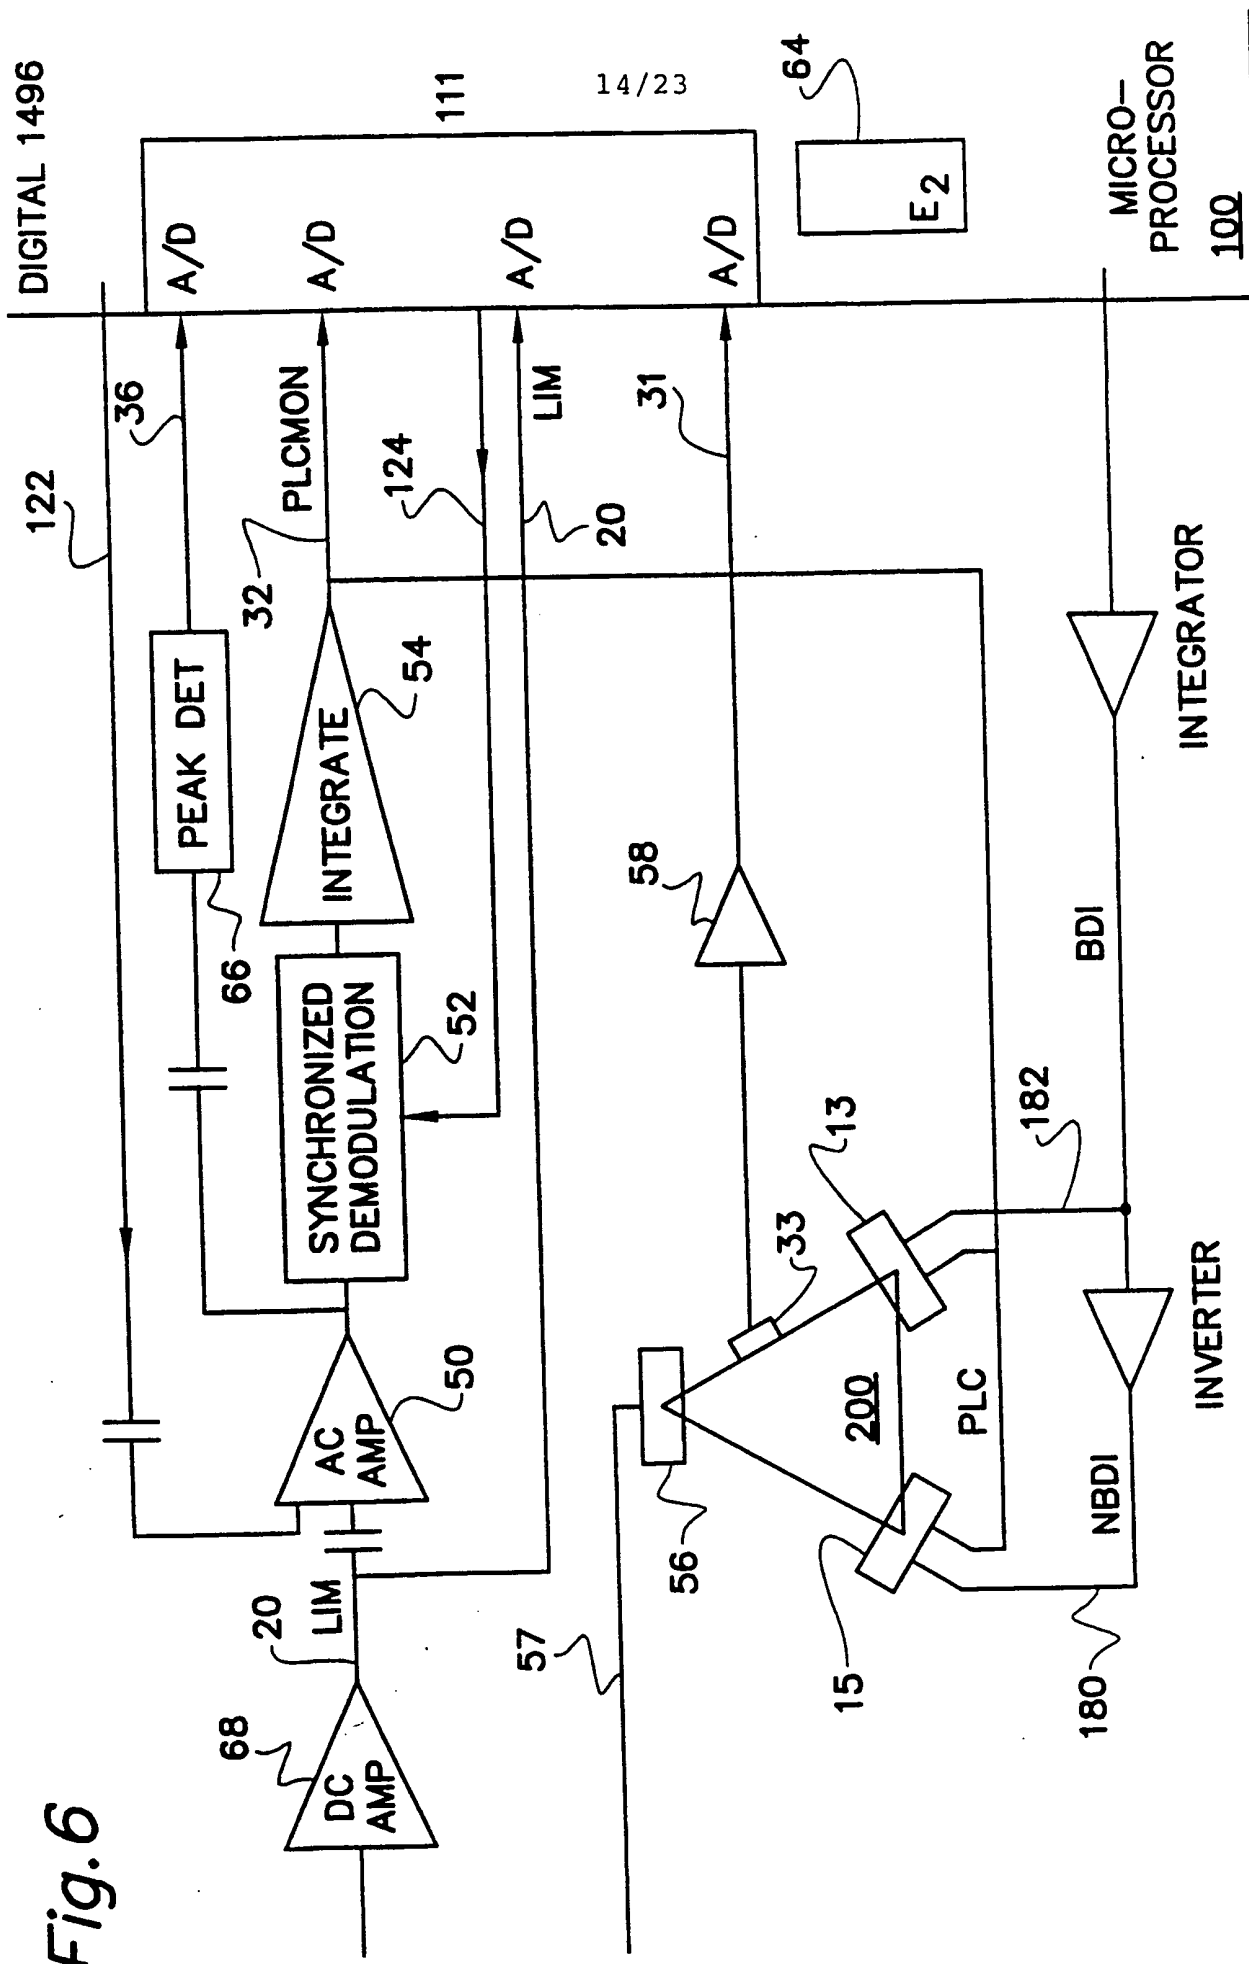 14/23
Fig. 6
DIGITAL 1496
122
36
A/D
66
PEAK DET
111
68
DC
AMP
20
LIM
AC
AMP
50
SYNCHRONIZED
DEMODULATION
52
INTEGRATE
54
32
PLCMON
A/D
124
20
LIM
A/D
57
56
58
31
A/D
64
E2
200
33
13
15
PLC
182
180
NBDI
INVERTER
BDI
INTEGRATOR
MICRO-
PROCESSOR
100